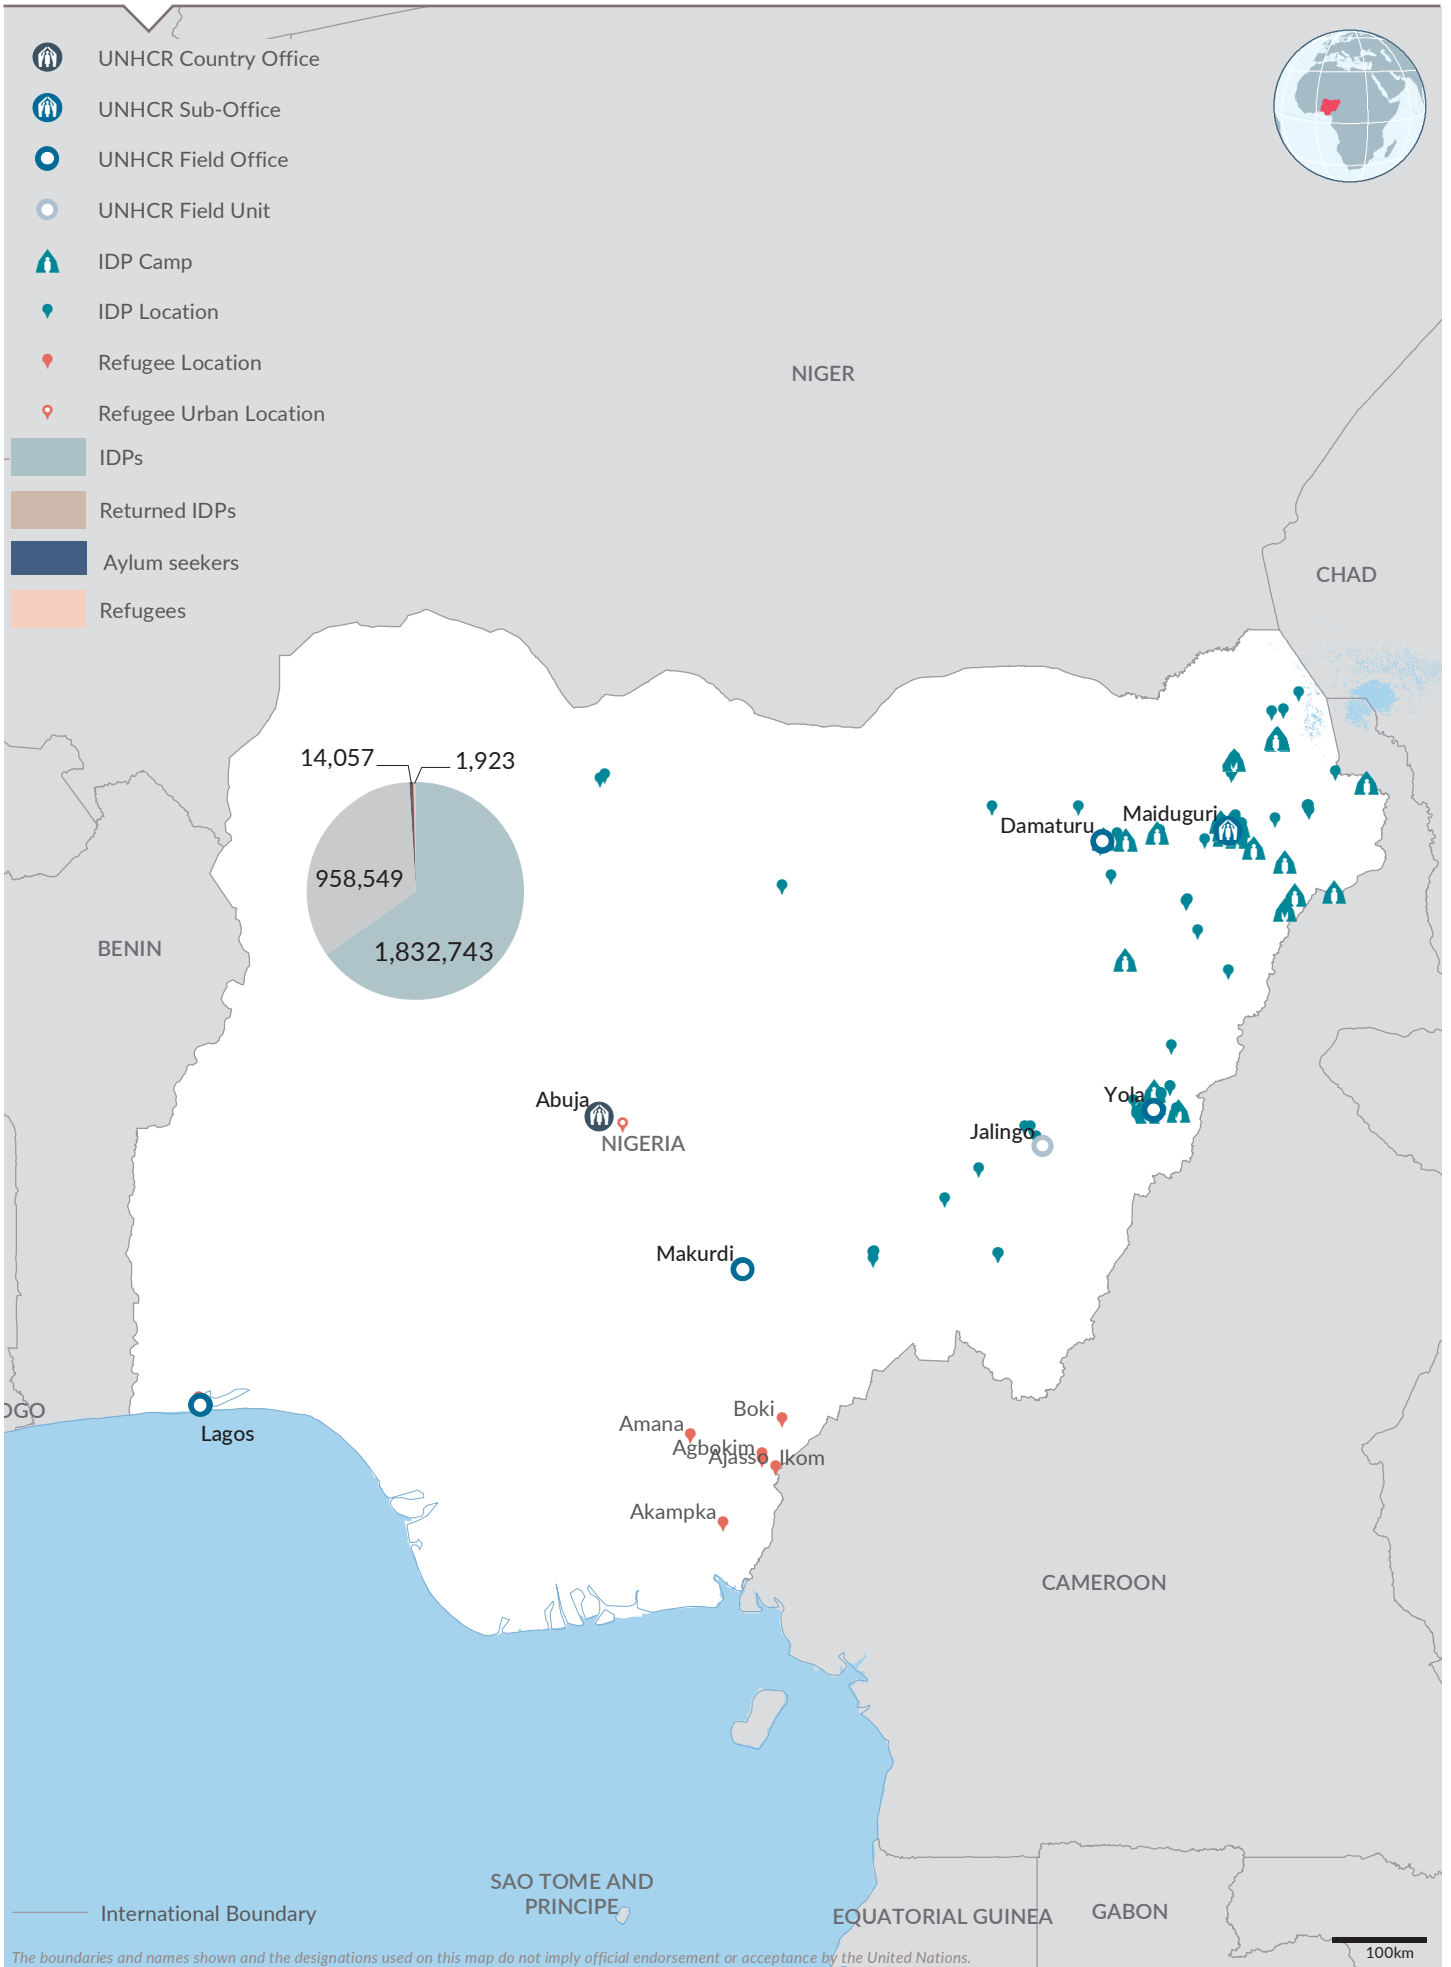 UNHCR Country Office
UNHCR Sub-Office
UNHCR Field Office
UNHCR Field Unit
IDP Camp
IDP Location
Refugee Location
Refugee Urban Location
IDPs
Returned IDPs
Aylum seekers
Refugees
NIGER
CHAD
14,057
1,923
958,549
1,832,743
Damaturu
Maiduguri
BENIN
Abuja
NIGERIA
Yola
Jalingo
Makurdi
OGO
Lagos
Boki
Amana
Agbokim
Ajasso
Ikom
Akampka
CAMEROON
SAO TOME AND
PRINCIPE
EQUATORIAL GUINEA
GABON
International Boundary
100km
The boundaries and names shown and the designations used on this map do not imply official endorsement or acceptance by the United Nations.